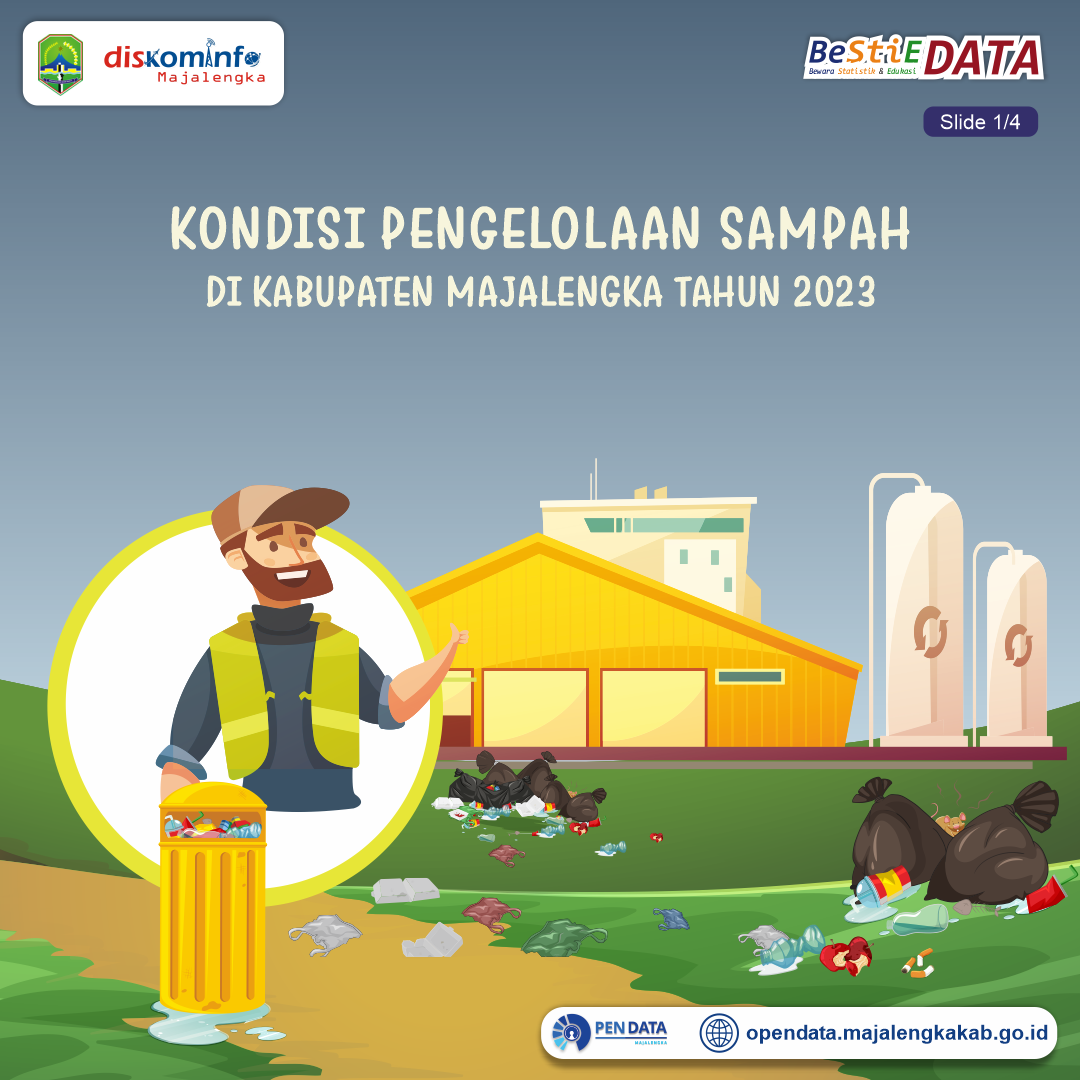 diskominfo
Majalengka
BeStiE DATA
Bewara Statistik & Edukasi
Slide 1/4
KONDISI PENGELOLAAN SAMPAH
DI KABUPATEN MAJALENGKA TAHUN 2023
PEN DATA
MAJALENGKA
opendata.majalengkakab.go.id